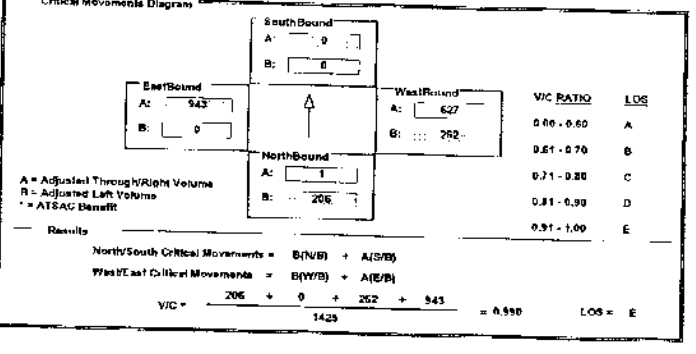 Critical Movements Diagram
SouthBound
A: 0
B: 0
EastBound
A: 943
B: 0
WestBound
A: 627
B: 262
NorthBound
A: 1
B: 206
V/C RATIO LOS
0.00 - 0.60 A
0.61 - 0.70 B
0.71 - 0.80 C
0.81 - 0.90 D
0.91 - 1.00 E
A = Adjusted Through/Right Volume
B = Adjusted Left Volume
* = ATSAC Benefit
Results
North/South Critical Movements = B(N/B) + A(S/B)
West/East Critical Movements = B(W/B) + A(E/B)
206 + 0 + 262 + 943
V/C = = 0.990 LOS = E
1425